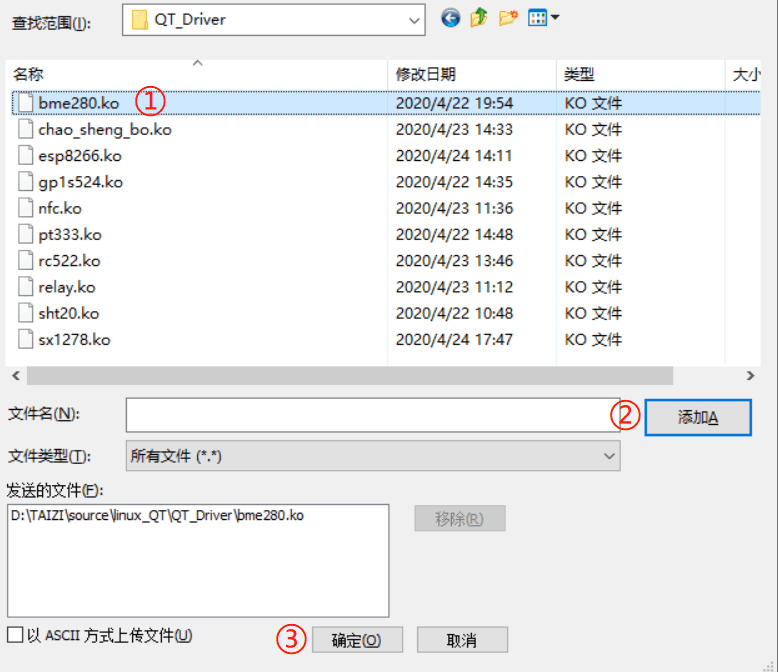 查找范围(I): QT_Driver
名称 修改日期 类型 大小
bme280.ko ① 2020/4/22 19:54 KO 文件
chao_sheng_bo.ko 2020/4/23 14:33 KO 文件
esp8266.ko 2020/4/24 14:11 KO 文件
gp1s524.ko 2020/4/22 14:35 KO 文件
nfc.ko 2020/4/23 11:36 KO 文件
pt333.ko 2020/4/22 14:48 KO 文件
rc522.ko 2020/4/23 13:46 KO 文件
relay.ko 2020/4/23 11:12 KO 文件
sht20.ko 2020/4/22 10:48 KO 文件
sx1278.ko 2020/4/24 17:47 KO 文件
文件名(N): ② 添加A
文件类型(T): 所有文件 (*.*)
发送的文件(F):
D:\TAIZI\source\linux_QT\QT_Driver\bme280.ko
移除(R)
以 ASCII 方式上传文件(U) ③ 确定(O) 取消